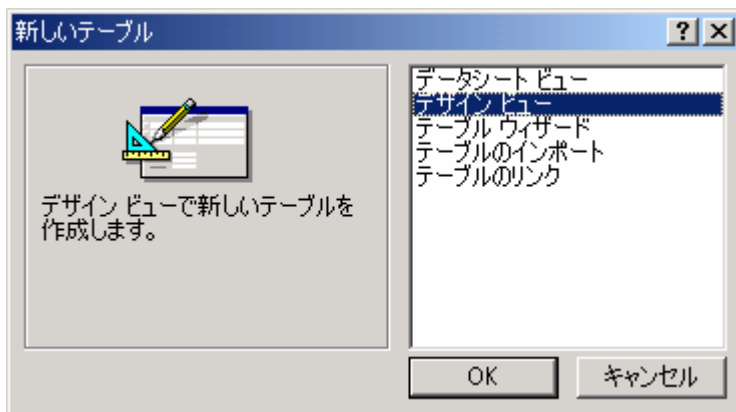 新しいテーブル
データシート ビュー
デザイン ビュー
テーブル ウィザード
テーブルのインポート
テーブルのリンク
デザイン ビューで新しいテーブルを
作成します。
OK
キャンセル